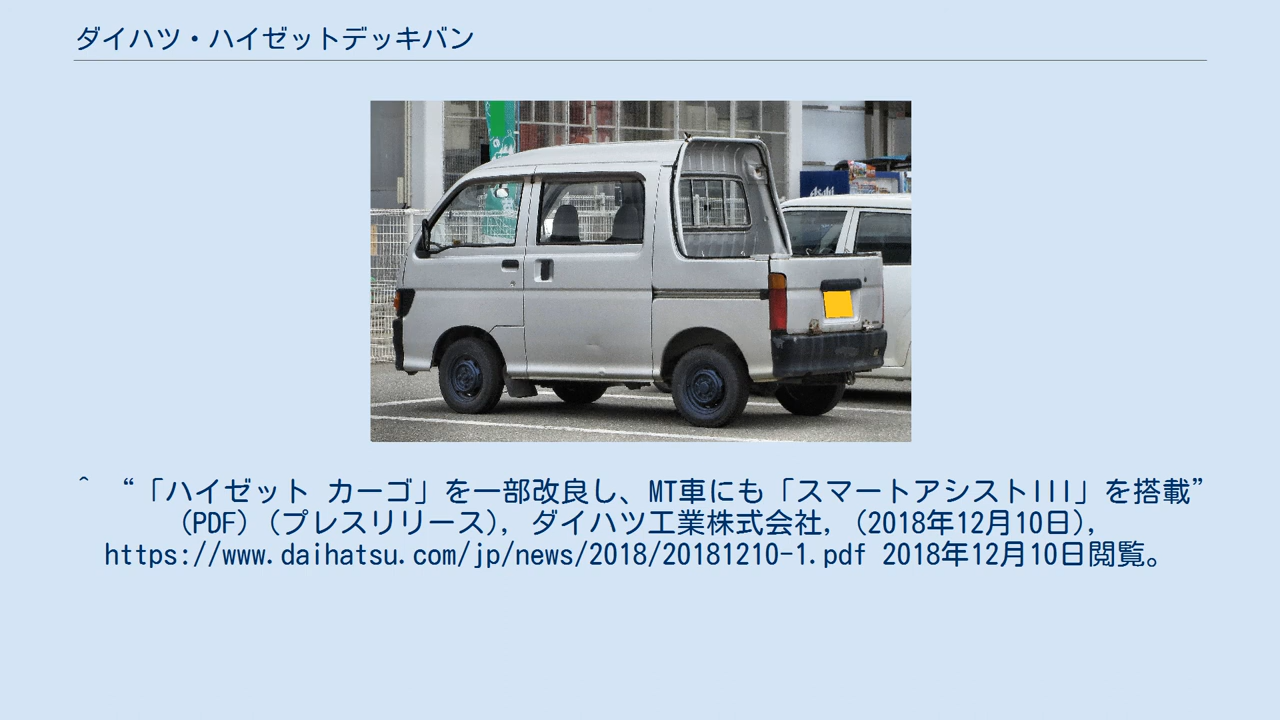 ダイハツ・ハイゼットデッキバン
Asahi
^ “「ハイゼット カーゴ」を一部改良し、MT車にも「スマートアシストIII」を搭載”
(PDF) (プレスリリース), ダイハツ工業株式会社, (2018年12月10日),
https://www.daihatsu.com/jp/news/2018/20181210-1.pdf 2018年12月10日閲覧。